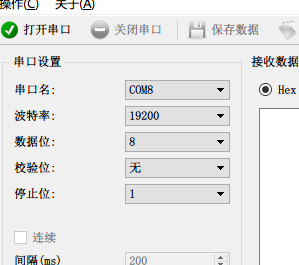 操作(C) 关于(A)
打开串口 关闭串口 保存数据
串口设置 接收数据
串口名: COM8 Hex
波特率: 19200
数据位: 8
校验位: 无
停止位: 1
连续
间隔(ms) 200